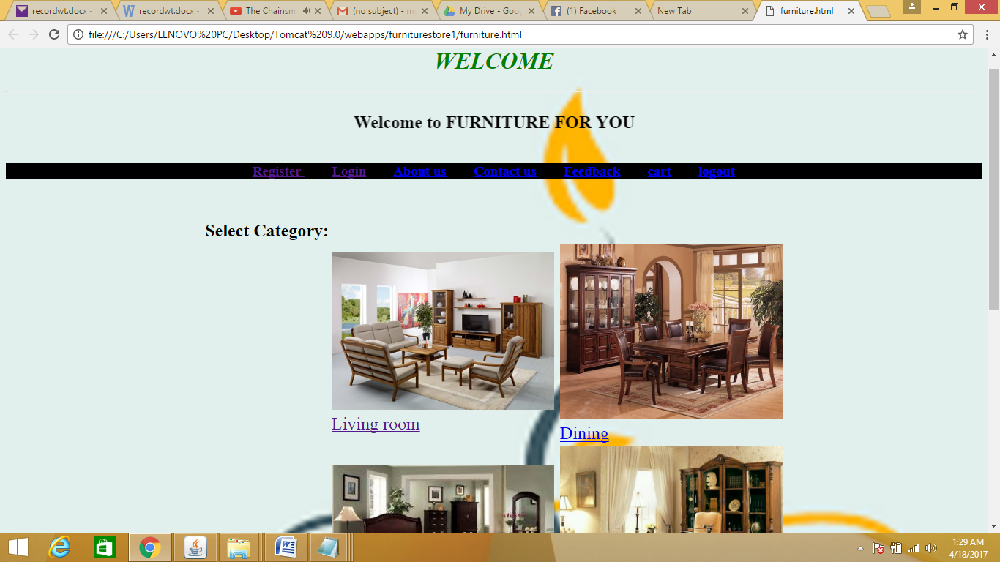 recordwt.docx - recordwt.docx - The Chainsm (no subject) - m My Drive - Goo (1) Facebook New Tab furniture.html
file:///C:/Users/LENOVO%20PC/Desktop/Tomcat%209.0/webapps/furniturestore1/furniture.html
WELCOME
Welcome to FURNITURE FOR YOU
Register Login About us Contact us Feedback cart logout
Select Category:
Living room
Dining
1:29 AM
4/18/2017